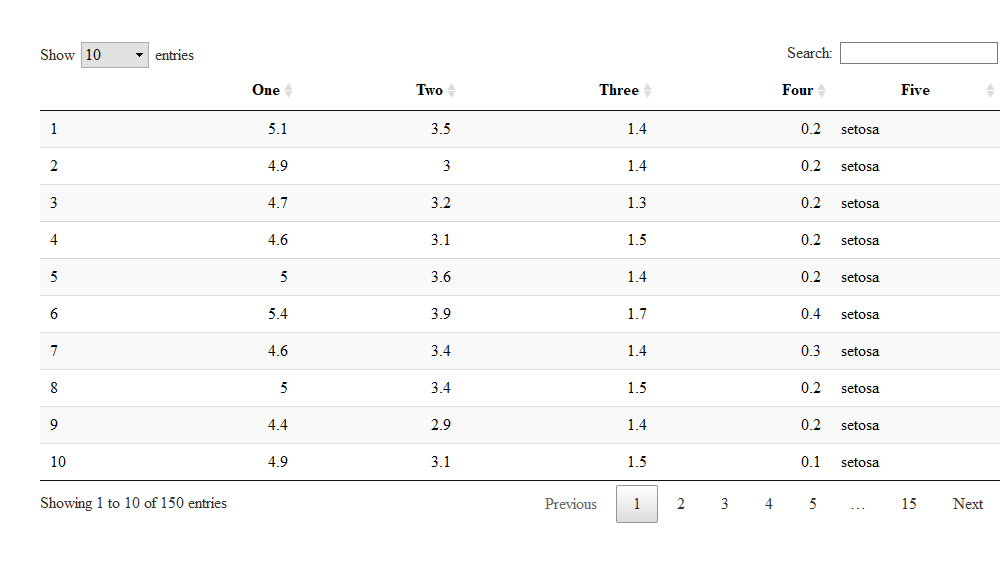 Show 10 entries Search:
One Two Three Four Five
1 5.1 3.5 1.4 0.2 setosa
2 4.9 3 1.4 0.2 setosa
3 4.7 3.2 1.3 0.2 setosa
4 4.6 3.1 1.5 0.2 setosa
5 5 3.6 1.4 0.2 setosa
6 5.4 3.9 1.7 0.4 setosa
7 4.6 3.4 1.4 0.3 setosa
8 5 3.4 1.5 0.2 setosa
9 4.4 2.9 1.4 0.2 setosa
10 4.9 3.1 1.5 0.1 setosa
Showing 1 to 10 of 150 entries Previous 1 2 3 4 5 … 15 Next